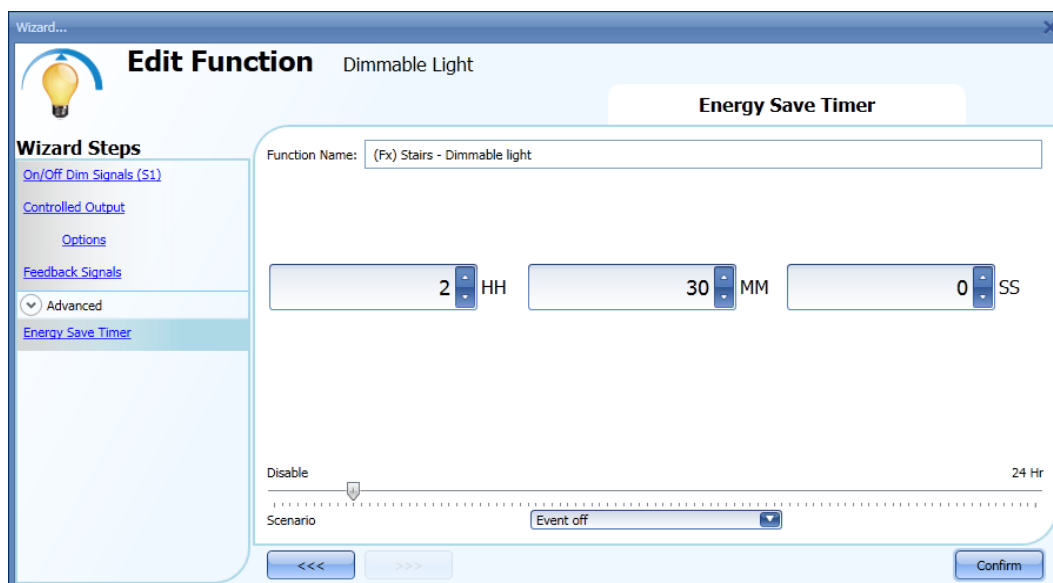 Wizard...
Edit Function Dimmable Light
Energy Save Timer
Wizard Steps
On/Off Dim Signals (S1)
Controlled Output
Options
Feedback Signals
Advanced
Energy Save Timer
Function Name: (Fx) Stairs - Dimmable light
2 HH 30 MM 0 SS
Disable 24 Hr
Scenario Event off
<<< >>> Confirm